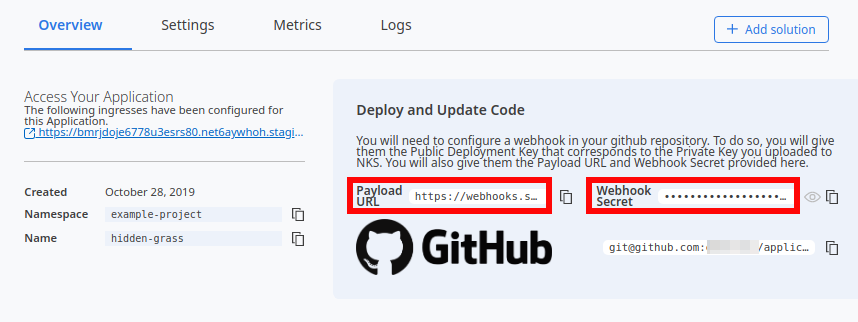 Overview
Settings
Metrics
Logs
+ Add solution
Access Your Application
The following ingresses have been configured for
this Application.
https://bmrjdoje6778u3esrs80.net6aywhoh.stagi...
Created October 28, 2019
Namespace example-project
Name hidden-grass
Deploy and Update Code
You will need to configure a webhook in your github repository. To do so, you will give
them the Public Deployment Key that corresponds to the Private Key you uploaded to
NKS. You will also give them the Payload URL and Webhook Secret provided here.
Payload
URL
https://webhooks.s...
Webhook
Secret
••••••••••••••••••...
GitHub
git@github.com: /applic...